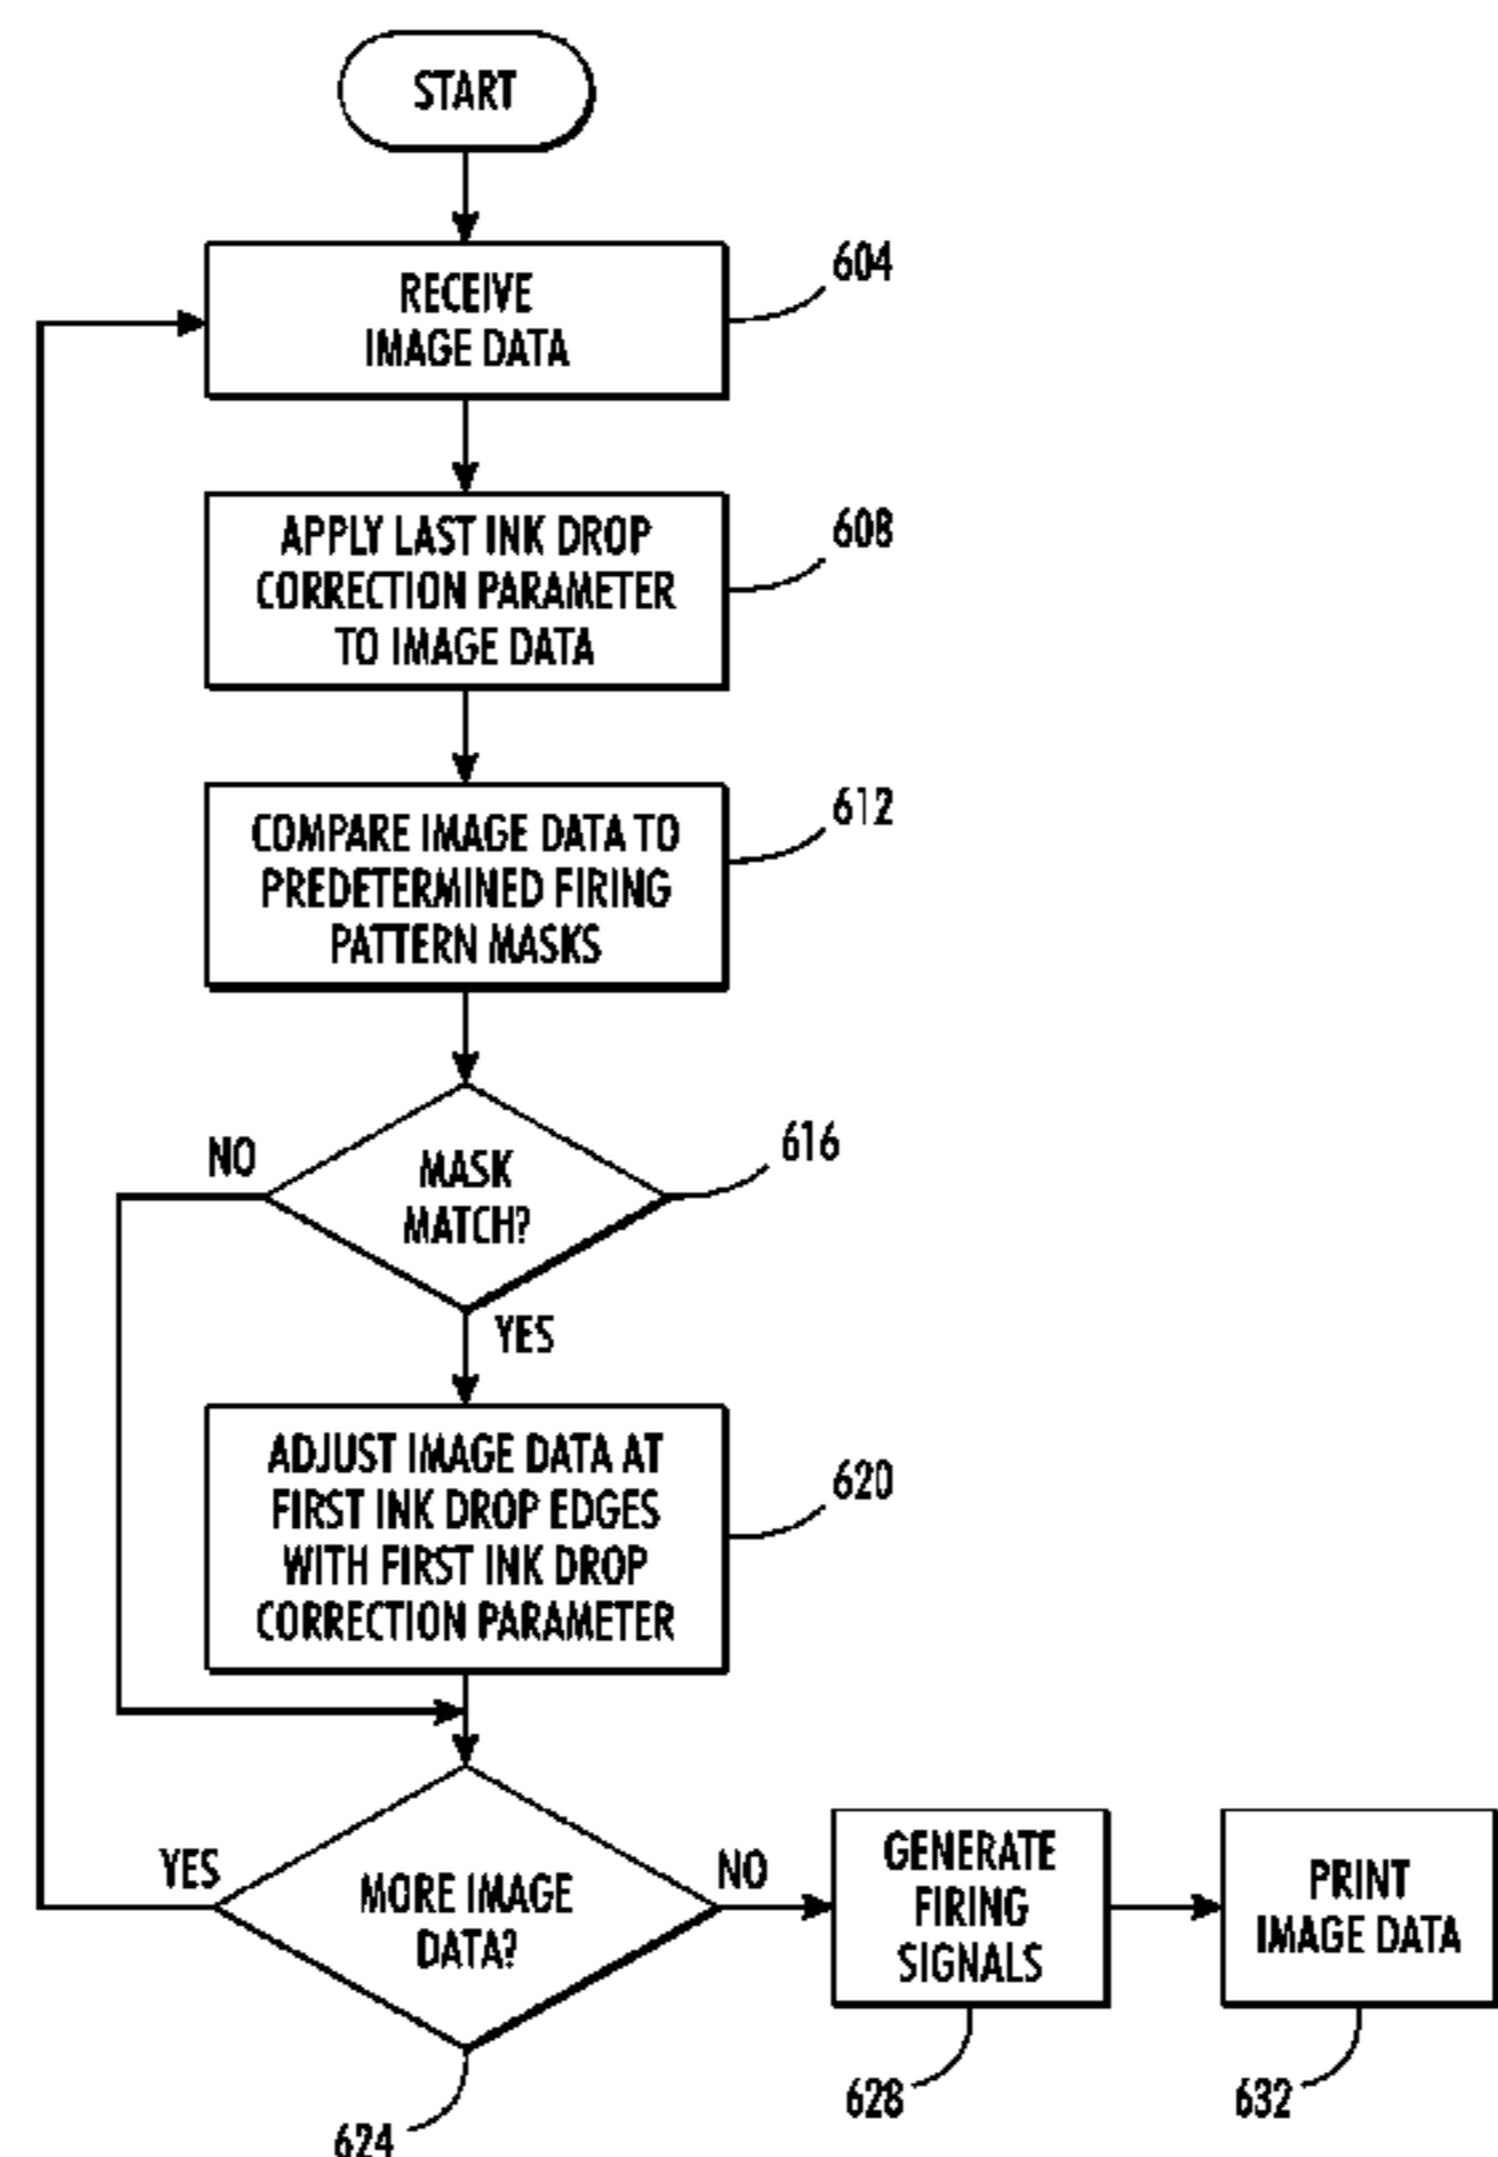 START
RECEIVE
IMAGE DATA
604
APPLY LAST INK DROP
CORRECTION PARAMETER
TO IMAGE DATA
608
COMPARE IMAGE DATA TO
PREDETERMINED FIRING
PATTERN MASKS
612
MASK
MATCH?
616
NO
YES
ADJUST IMAGE DATA AT
FIRST INK DROP EDGES
WITH FIRST INK DROP
CORRECTION PARAMETER
620
MORE IMAGE
DATA?
YES
NO
624
GENERATE
FIRING
SIGNALS
628
PRINT
IMAGE DATA
632